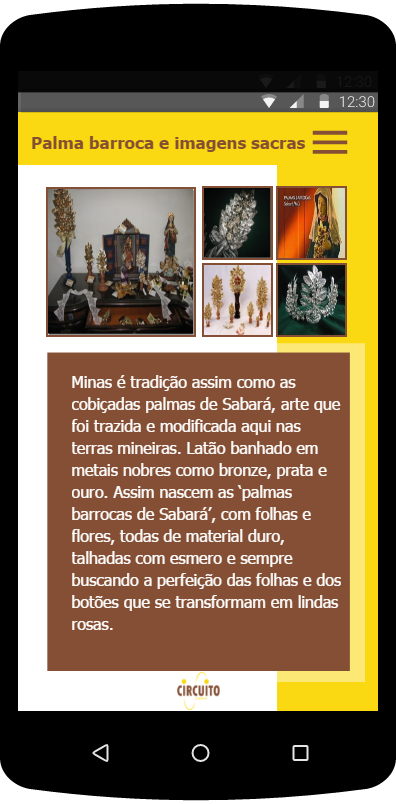 12:30
12:30
Palma barroca e imagens sacras
Minas é tradição assim como as
cobiçadas palmas de Sabará, arte que
foi trazida e modificada aqui nas
terras mineiras. Latão banhado em
metais nobres como bronze, prata e
ouro. Assim nascem as ‘palmas
barrocas de Sabará’, com folhas e
flores, todas de material duro,
talhadas com esmero e sempre
buscando a perfeição das folhas e dos
botões que se transformam em lindas
rosas.
CIRCUITO